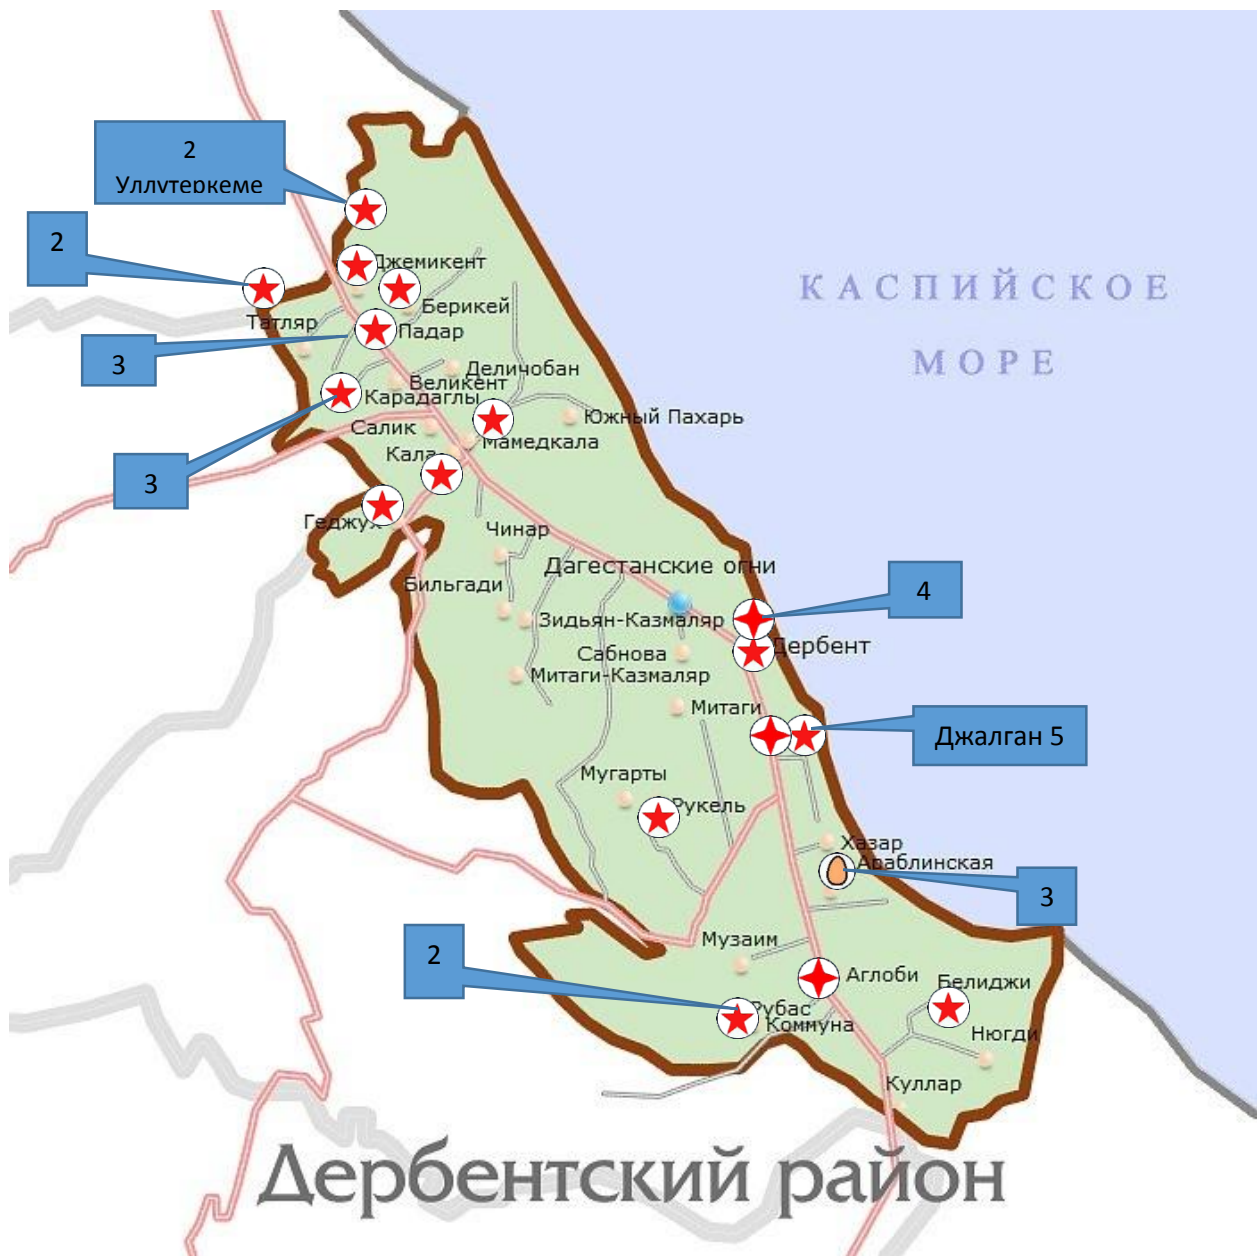 2
Уллутеркеме
2
Джемикент
КАСПИЙСКОЕ
Берикей
Татляр
Падар
МОРЕ
3
Деличобан
Великент
Карадаглы
Южный Пахарь
Салик
Мамедкала
Кала
3
Геджух
Чинар
Дагестанские огни
Бильгади
4
Зидьян-Казмаляр
Дербент
Сабнова
Митаги-Казмаляр
Митаги
Джалган 5
Мугарты
Рукель
Хазар
Араблинская
3
Музаим
2
Аглоби
Белиджи
Рубас
Коммуна
Нюгди
Куллар
Дербентский район